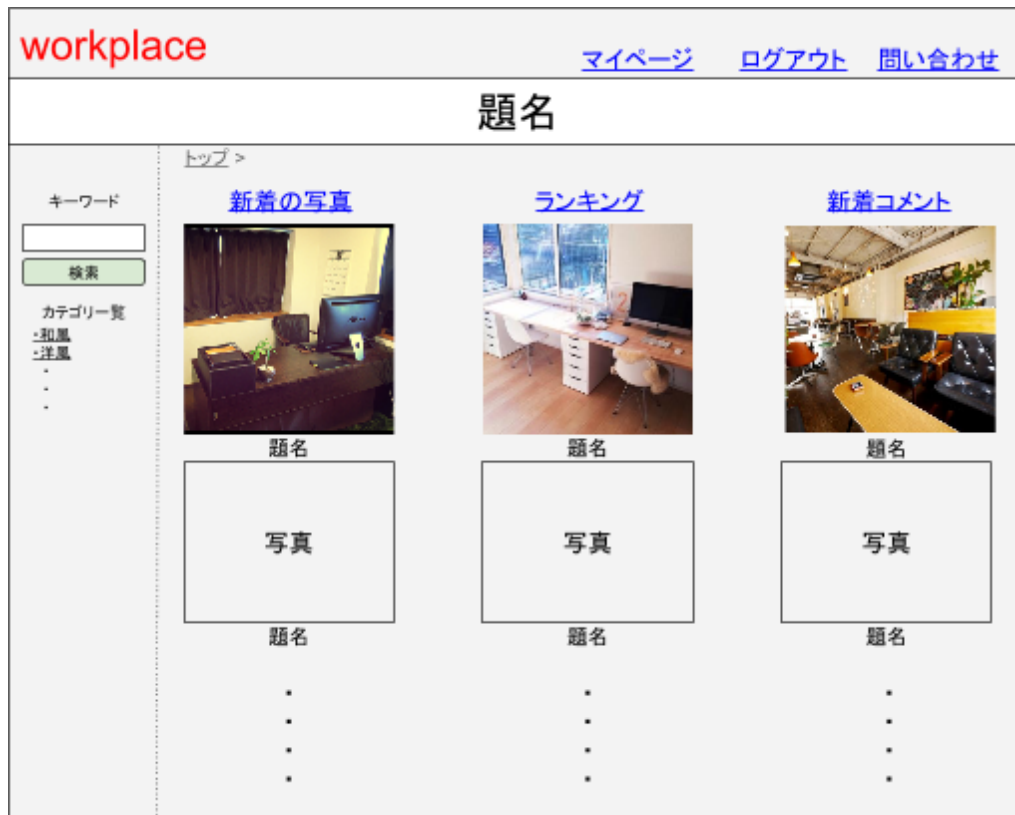 workplace
マイページ ログアウト 問い合わせ
題名
トップ >
キーワード
検索
カテゴリ一覧
・和風
・洋風
・
・
・
新着の写真 ランキング 新着コメント
題名 題名 題名
写真 写真 写真
題名 題名 題名
・ ・ ・
・ ・ ・
・ ・ ・
・ ・ ・